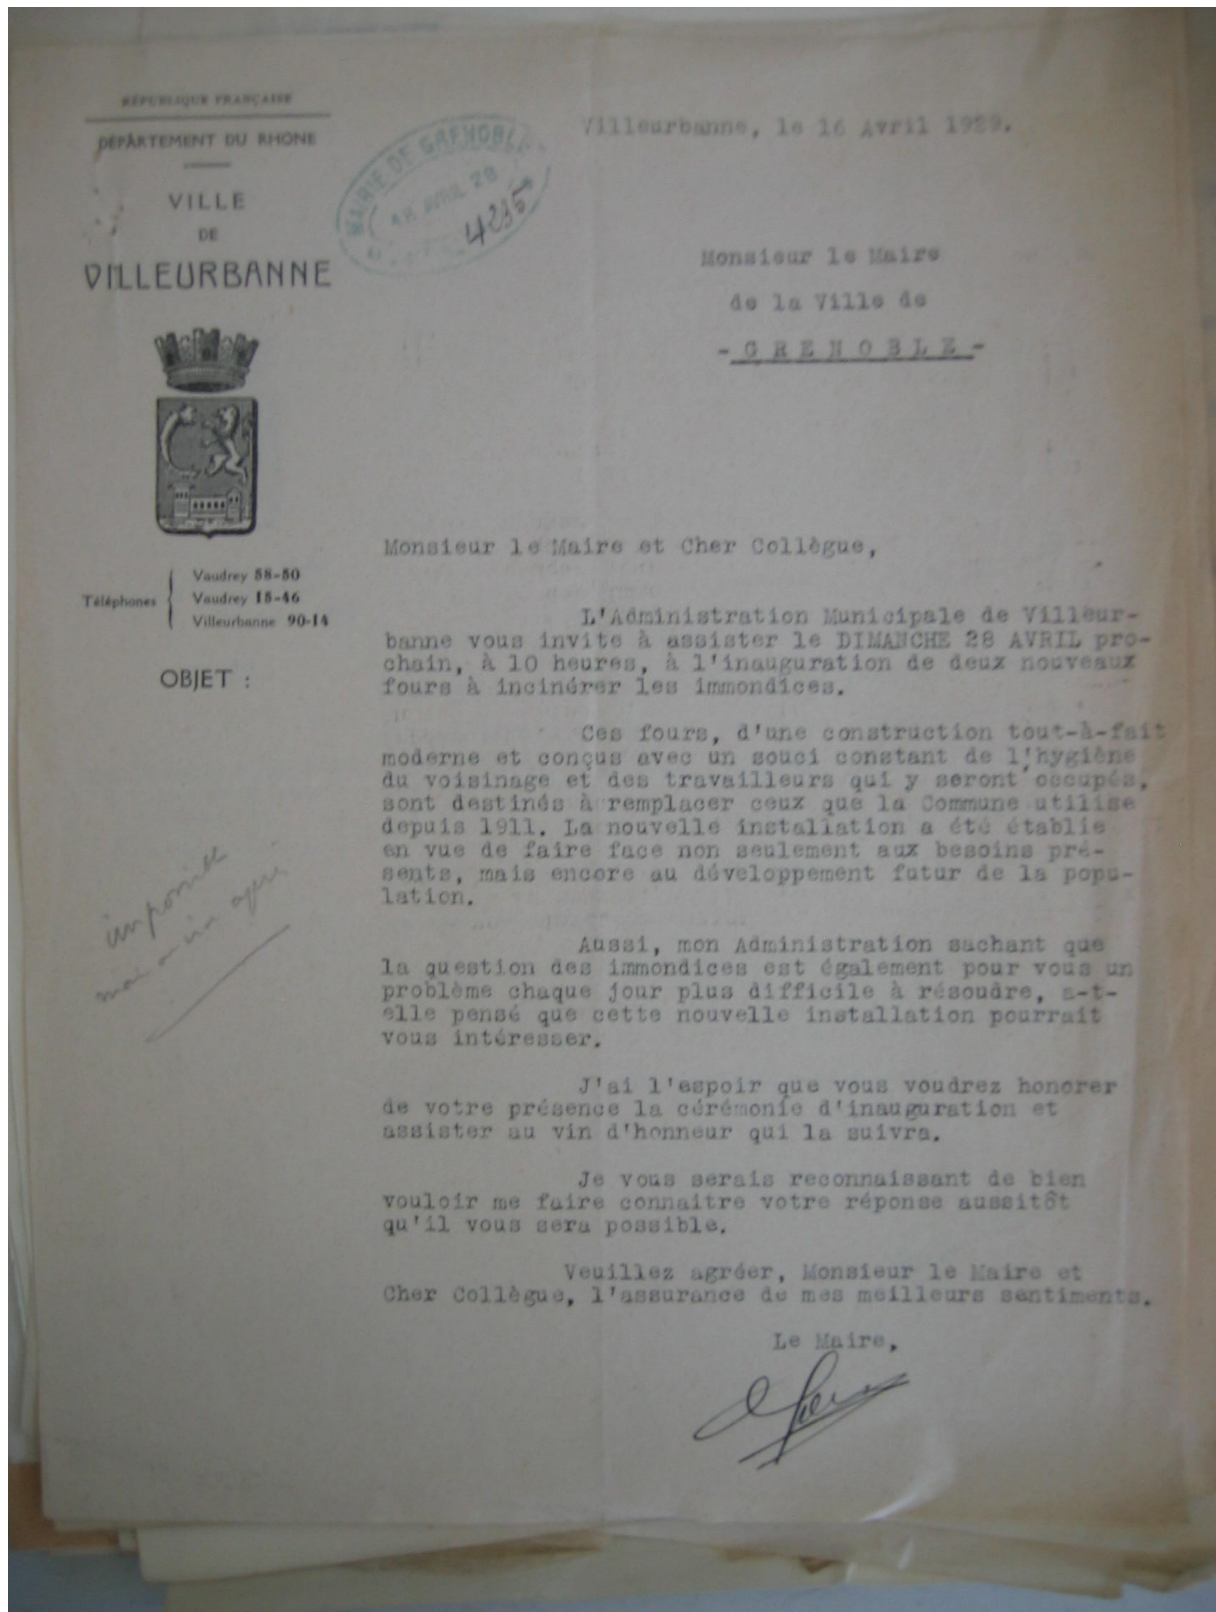 RÉPUBLIQUE FRANÇAISE
DÉPARTEMENT DU RHONE
VILLE
DE
VILLEURBANNE
MAIRIE DE GRENOBLE
18 AVRIL 29
4235
Villeurbanne, le 16 Avril 1929.
Monsieur le Maire
de la Ville de
- GRENOBLE -
Téléphones
Vaudrey 58-50
Vaudrey 15-46
Villeurbanne 90-14
OBJET :
Monsieur le Maire et Cher Collègue,
L'Administration Municipale de Villeur-
banne vous invite à assister le DIMANCHE 28 AVRIL pro-
chain, à 10 heures, à l'inauguration de deux nouveaux
fours à incinérer les immondices.
Ces fours, d'une construction tout-à-fait
moderne et conçus avec un souci constant de l'hygiène
du voisinage et des travailleurs qui y seront occupés,
sont destinés à remplacer ceux que la Commune utilise
depuis 1911. La nouvelle installation a été établie
en vue de faire face non seulement aux besoins pré-
sents, mais encore au développement futur de la popu-
lation.
impossible
Aussi, mon Administration sachant que
la question des immondices est également pour vous un
problème chaque jour plus difficile à résoudre, a-t-
elle pensé que cette nouvelle installation pourrait
vous intéresser.
J'ai l'espoir que vous voudrez honorer
de votre présence la cérémonie d'inauguration et
assister au vin d'honneur qui la suivra.
Je vous serais reconnaissant de bien
vouloir me faire connaitre votre réponse aussitôt
qu'il vous sera possible.
Veuillez agréer, Monsieur le Maire et
Cher Collègue, l'assurance de mes meilleurs sentiments.
Le Maire,